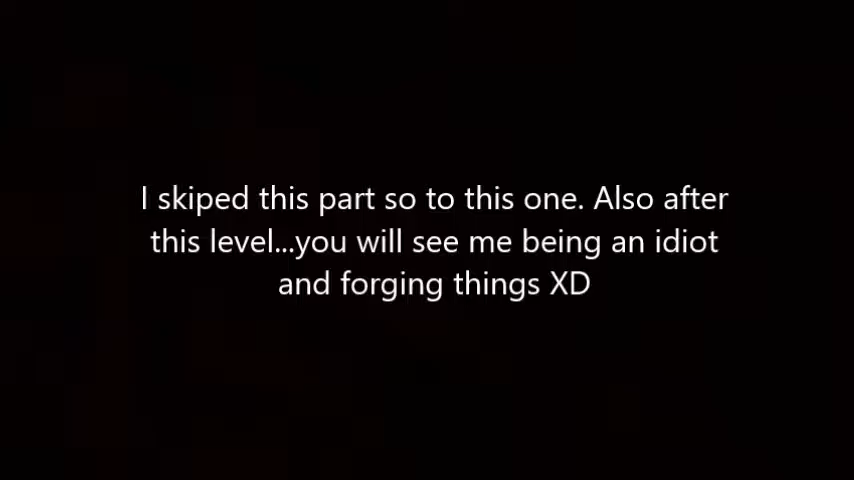 I skiped this part so to this one. Also after
this level...you will see me being an idiot
and forging things XD